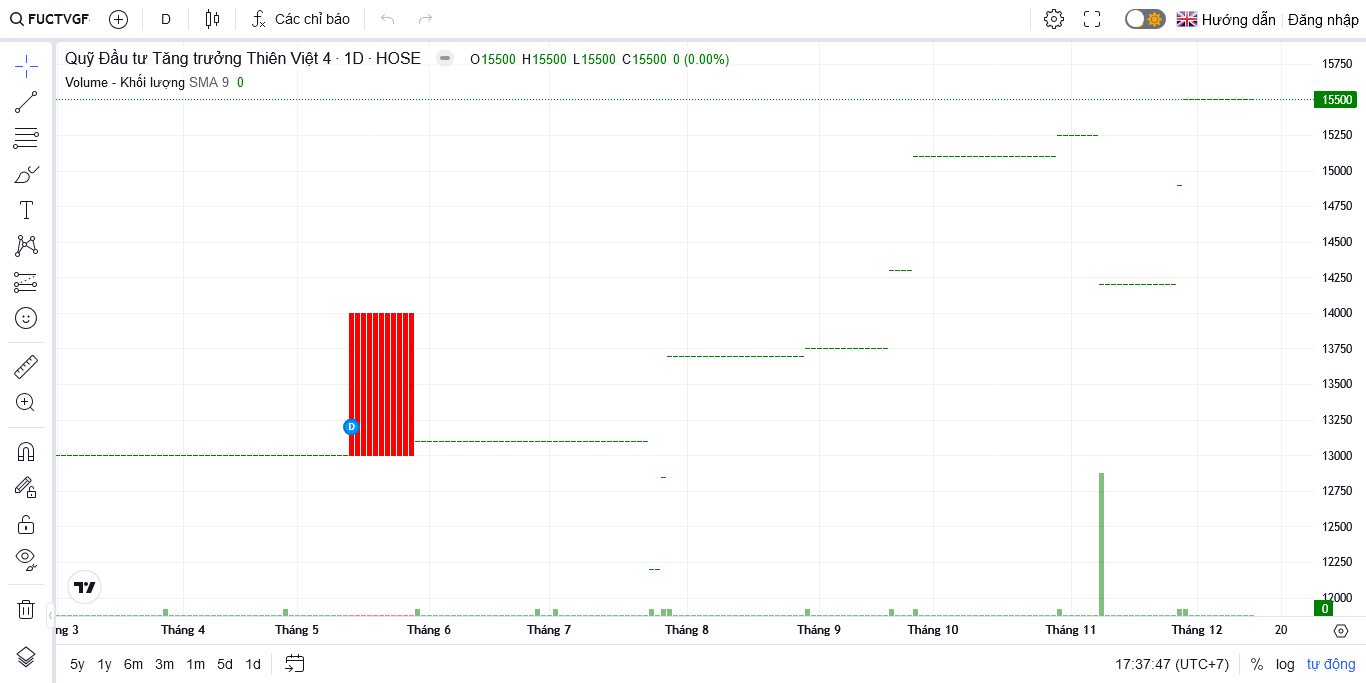 FUCTVGF D Các chỉ báo Hướng dẫn Đăng nhập
Quỹ Đầu tư Tăng trưởng Thiên Việt 4 · 1D · HOSE O15500 H15500 L15500 C15500 0 (0.00%)
Volume - Khối lượng SMA 9 0
15750
15500
15250
15000
14750
14500
14250
14000
13750
13500
13250
D
13000
12750
12500
12250
12000
0
ng 3 Tháng 4 Tháng 5 Tháng 6 Tháng 7 Tháng 8 Tháng 9 Tháng 10 Tháng 11 Tháng 12 20
5y 1y 6m 3m 1m 5d 1d 17:37:47 (UTC+7) % log tự động